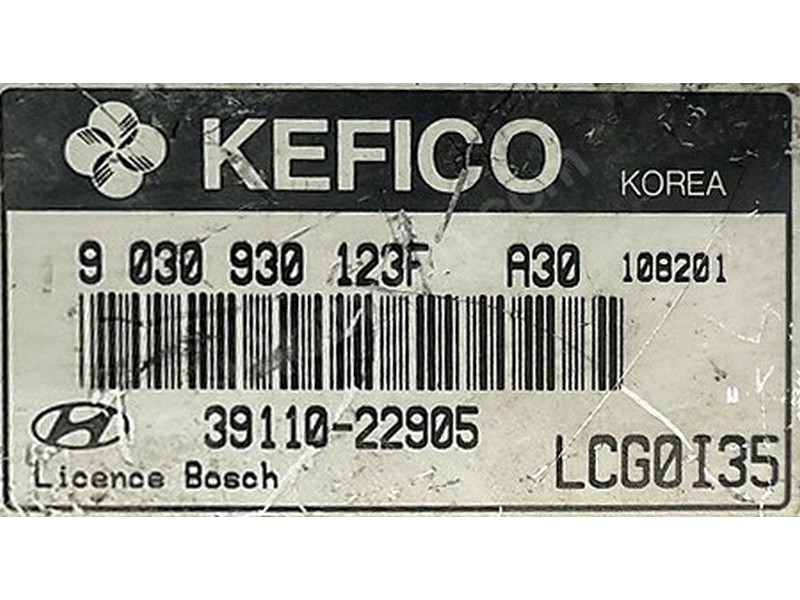 KEFICO KOREA
9 030 930 123F A30 108201
39110-22905
Licence Bosch LCG0I35